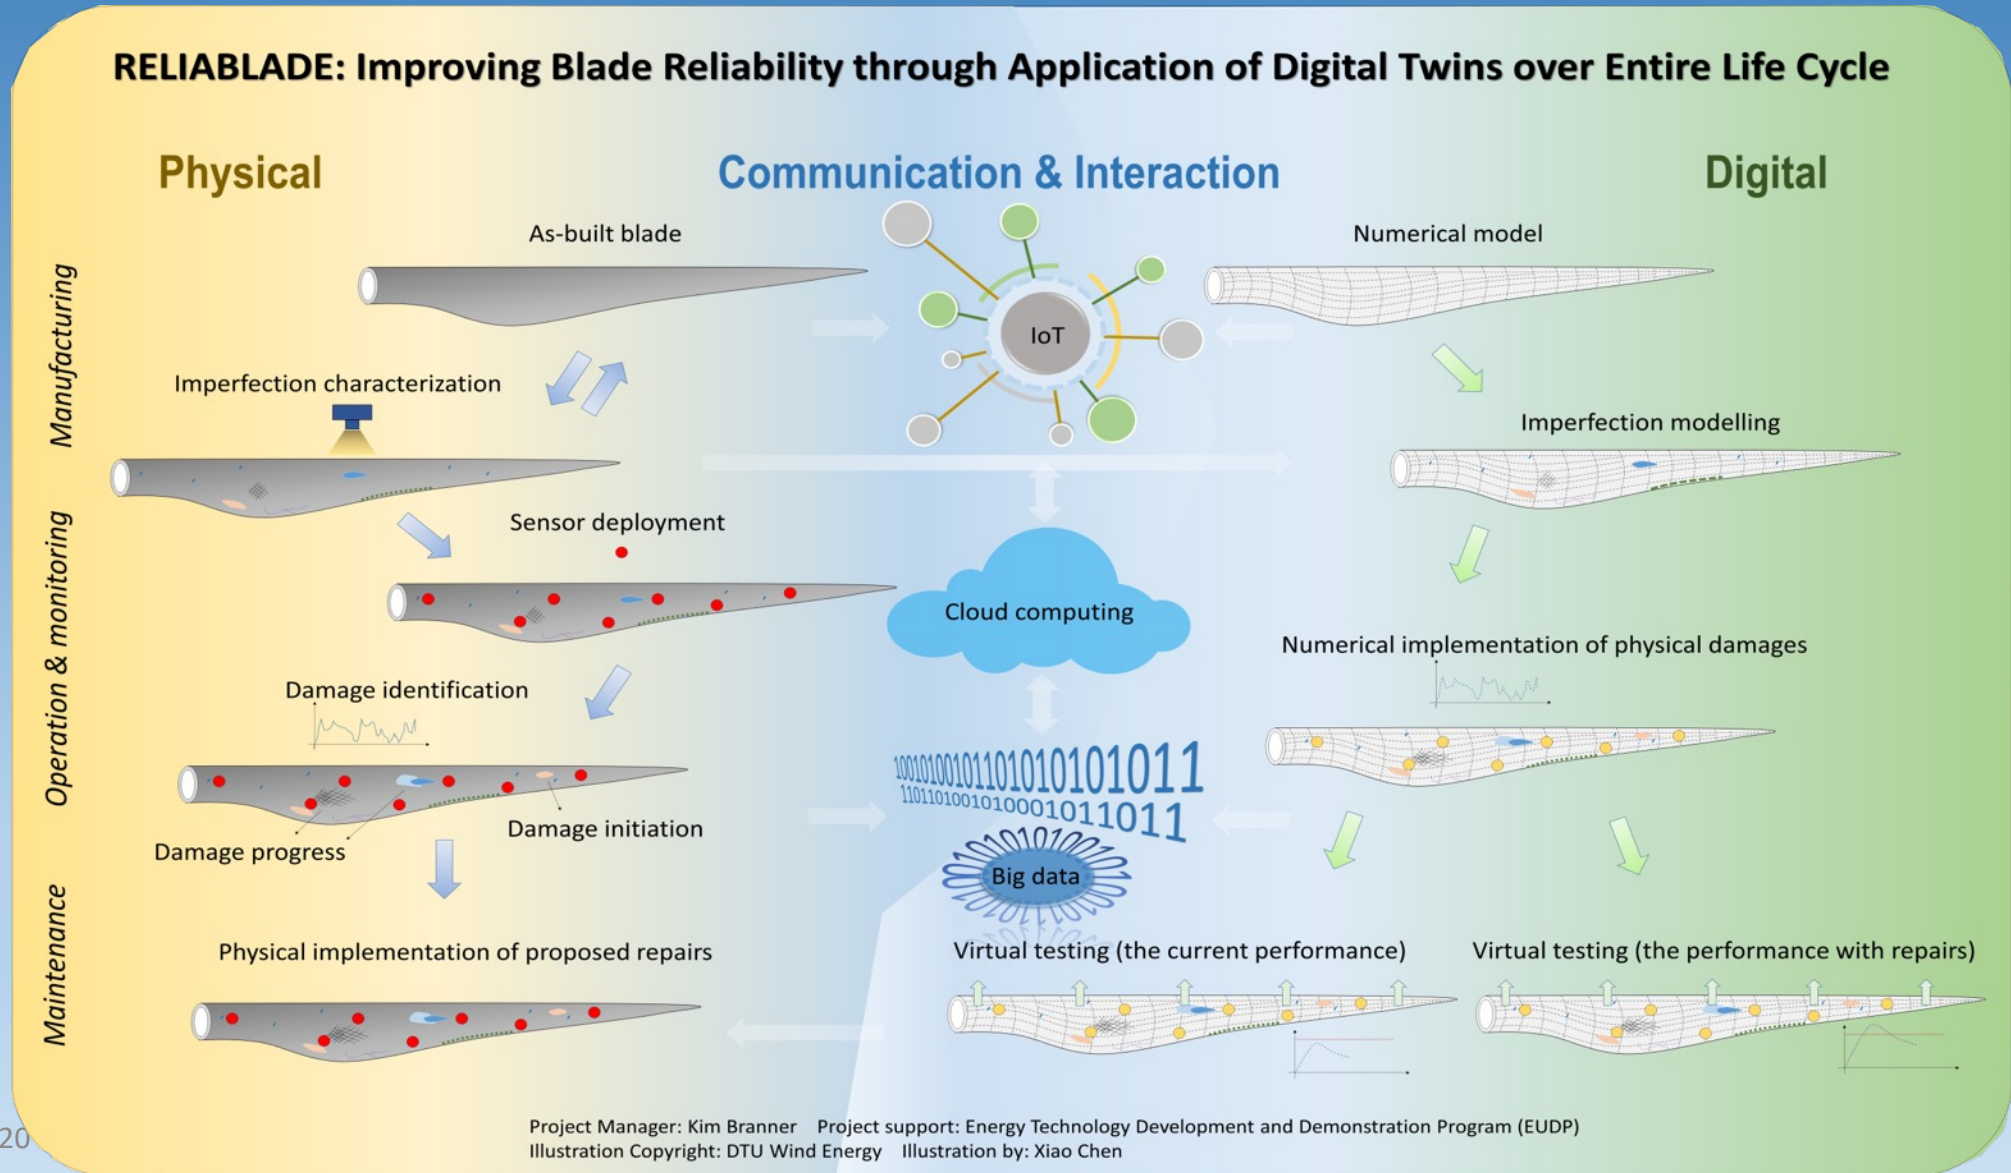 RELIABLADE: Improving Blade Reliability through Application of Digital Twins over Entire Life Cycle
Physical
Communication & Interaction
Digital
Manufacturing
As-built blade
Numerical model
IoT
Imperfection characterization
Imperfection modelling
Operation & monitoring
Sensor deployment
Cloud computing
Numerical implementation of physical damages
Damage identification
Damage initiation
Damage progress
Big data
Maintenance
Physical implementation of proposed repairs
Virtual testing (the current performance)
Virtual testing (the performance with repairs)
Project Manager: Kim Branner Project support: Energy Technology Development and Demonstration Program (EUDP)
Illustration Copyright: DTU Wind Energy Illustration by: Xiao Chen
20